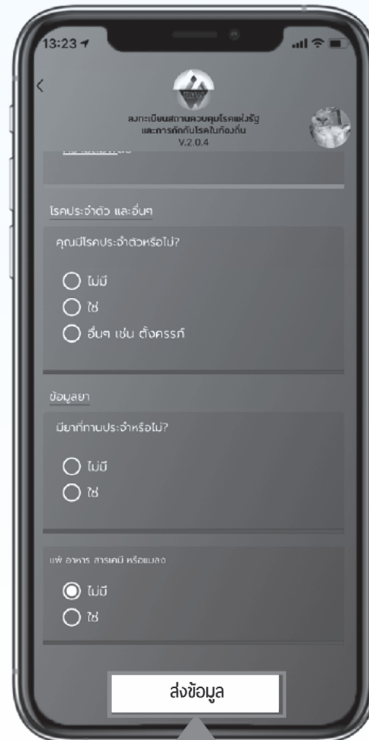 13:23
ลงทะเบียนสถานควบคุมโรคแห่งรัฐ
และการกักกันโรคในท้องถิ่น
V.2.0.4
โรคประจำตัว และอื่นๆ
คุณมีโรคประจำตัวหรือไม่?
ไม่มี
ใช่
อื่นๆ เช่น ตั้งครรภ์
ข้อมูลยา
มียาที่ทานประจำหรือไม่?
ไม่มี
ใช่
แพ้ อาหาร สารเคมี หรือแมลง
ไม่มี
ใช่
ส่งข้อมูล